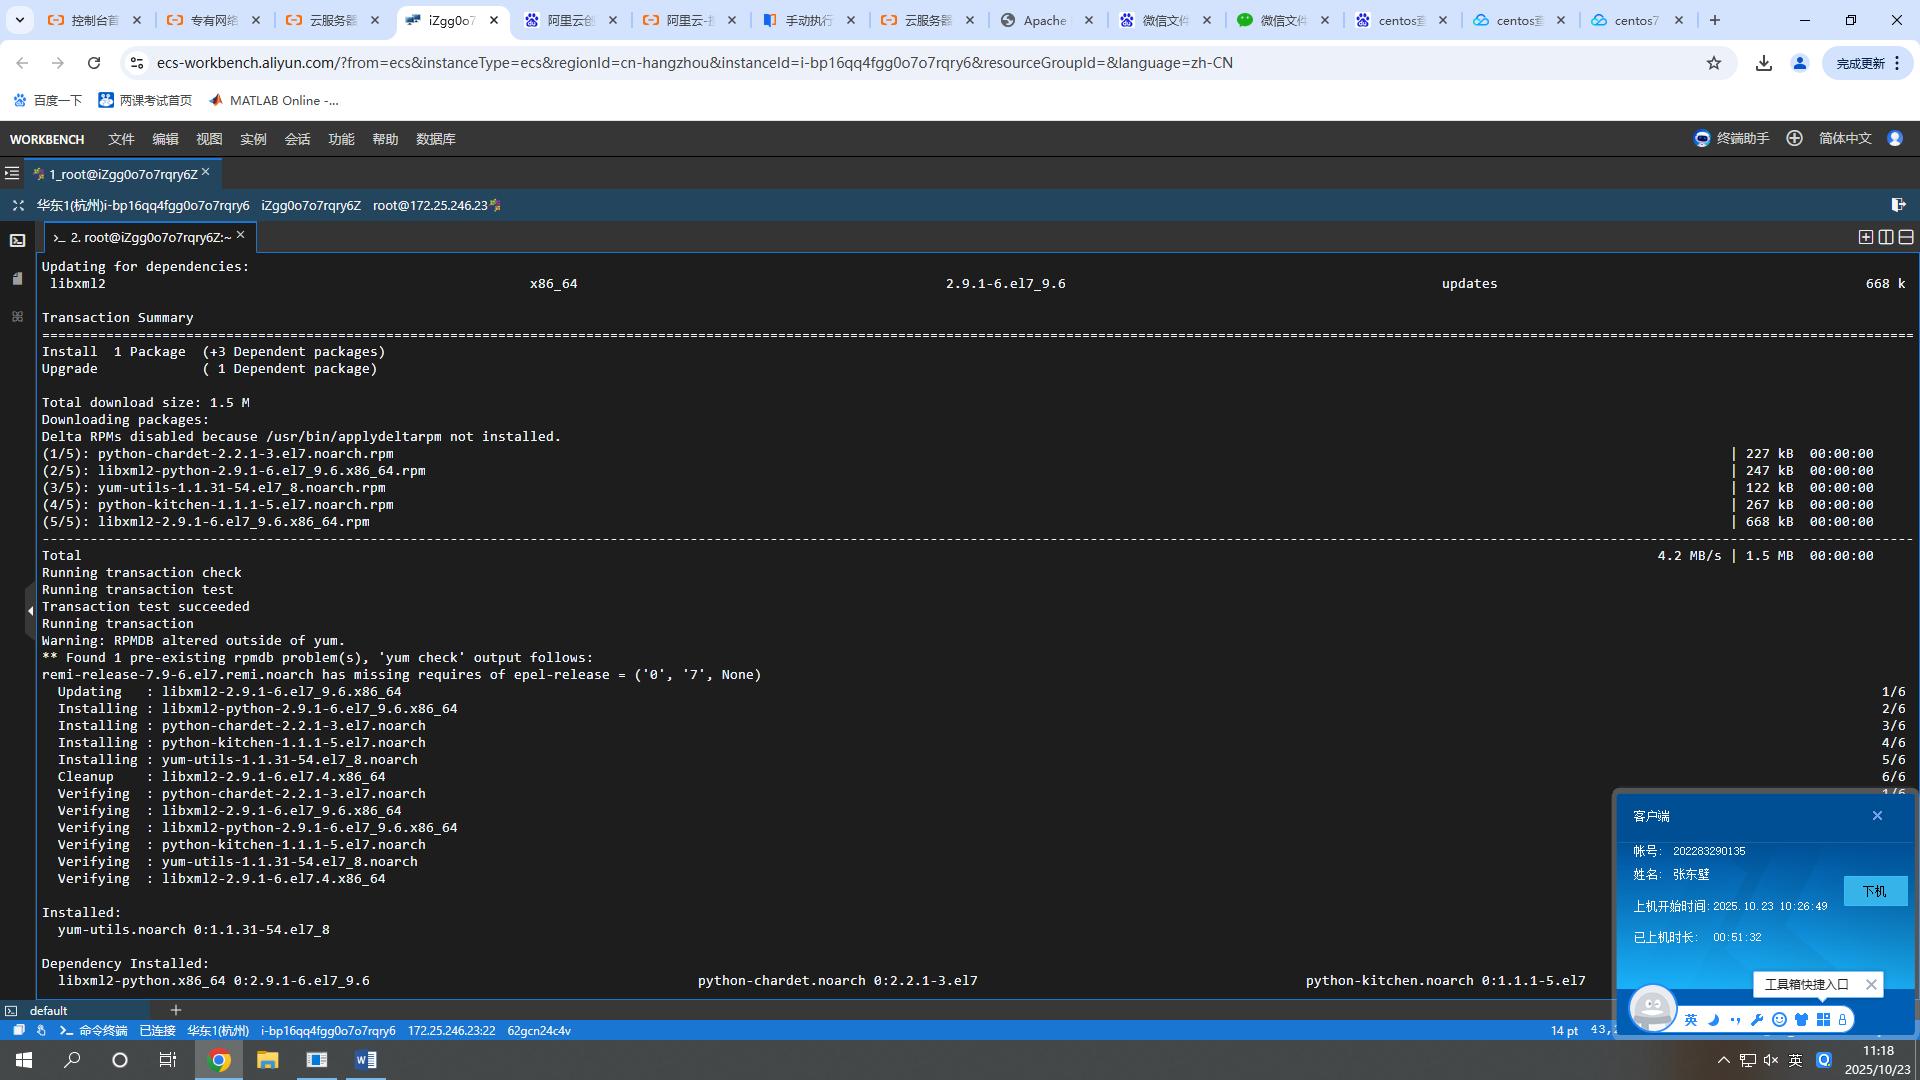 控制台首
专有网络
云服务器
iZgg0o7
阿里云创
阿里云-
手动执行
云服务器
Apache
微信文件
微信文件
centos查
centos查
centos7
ecs-workbench.aliyun.com/?from=ecs&instanceType=ecs&regionId=cn-hangzhou&instanceId=i-bp16qq4fgg0o7o7rqry6&resourceGroupId=&language=zh-CN
完成更新
百度一下 两课考试首页 MATLAB Online -...
WORKBENCH 文件 编辑 视图 实例 会话 功能 帮助 数据库 终端助手 简体中文
1_root@iZgg0o7o7rqry6Z
华东1(杭州)i-bp16qq4fgg0o7o7rqry6 iZgg0o7o7rqry6Z root@172.25.246.23
2. root@iZgg0o7o7rqry6Z:~
Updating for dependencies:
libxml2 x86_64 2.9.1-6.el7_9.6 updates 668 k
Transaction Summary
Install 1 Package (+3 Dependent packages)
Upgrade ( 1 Dependent package)
Total download size: 1.5 M
Downloading packages:
Delta RPMs disabled because /usr/bin/applydeltarpm not installed.
(1/5): python-chardet-2.2.1-3.el7.noarch.rpm | 227 kB 00:00:00
(2/5): libxml2-python-2.9.1-6.el7_9.6.x86_64.rpm | 247 kB 00:00:00
(3/5): yum-utils-1.1.31-54.el7_8.noarch.rpm | 122 kB 00:00:00
(4/5): python-kitchen-1.1.1-5.el7.noarch.rpm | 267 kB 00:00:00
(5/5): libxml2-2.9.1-6.el7_9.6.x86_64.rpm | 668 kB 00:00:00
Total 4.2 MB/s | 1.5 MB 00:00:00
Running transaction check
Running transaction test
Transaction test succeeded
Running transaction
Warning: RPMDB altered outside of yum.
** Found 1 pre-existing rpmdb problem(s), 'yum check' output follows:
remi-release-7.9-6.el7.remi.noarch has missing requires of epel-release = ('0', '7', None)
Updating : libxml2-2.9.1-6.el7_9.6.x86_64 1/6
Installing : libxml2-python-2.9.1-6.el7_9.6.x86_64 2/6
Installing : python-chardet-2.2.1-3.el7.noarch 3/6
Installing : python-kitchen-1.1.1-5.el7.noarch 4/6
Installing : yum-utils-1.1.31-54.el7_8.noarch 5/6
Cleanup : libxml2-2.9.1-6.el7.4.x86_64 6/6
Verifying : python-chardet-2.2.1-3.el7.noarch 1/6
Verifying : libxml2-2.9.1-6.el7_9.6.x86_64
Verifying : libxml2-python-2.9.1-6.el7_9.6.x86_64
Verifying : python-kitchen-1.1.1-5.el7.noarch
Verifying : yum-utils-1.1.31-54.el7_8.noarch
Verifying : libxml2-2.9.1-6.el7.4.x86_64
Installed:
yum-utils.noarch 0:1.1.31-54.el7_8
Dependency Installed:
libxml2-python.x86_64 0:2.9.1-6.el7_9.6 python-chardet.noarch 0:2.2.1-3.el7 python-kitchen.noarch 0:1.1.1-5.el7
客户端
帐号: 202283290135
姓名: 张东壁
下机
上机开始时间:2025.10.23 10:26:49
已上机时长: 00:51:32
工具箱快捷入口
英
default
命令终端 已连接 华东1(杭州) i-bp16qq4fgg0o7o7rqry6 172.25.246.23:22 62gcn24c4v 14 pt 43,
英
11:18
2025/10/23